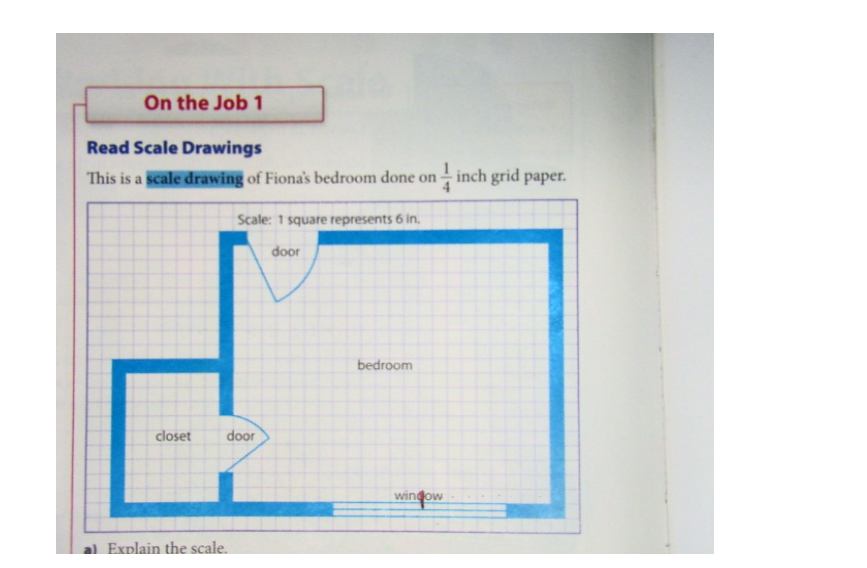 On the Job 1
Read Scale Drawings
This is a scale drawing of Fiona's bedroom done on 1/4 inch grid paper.
Scale: 1 square represents 6 in.
door
bedroom
closet door
window
a) Explain the scale.